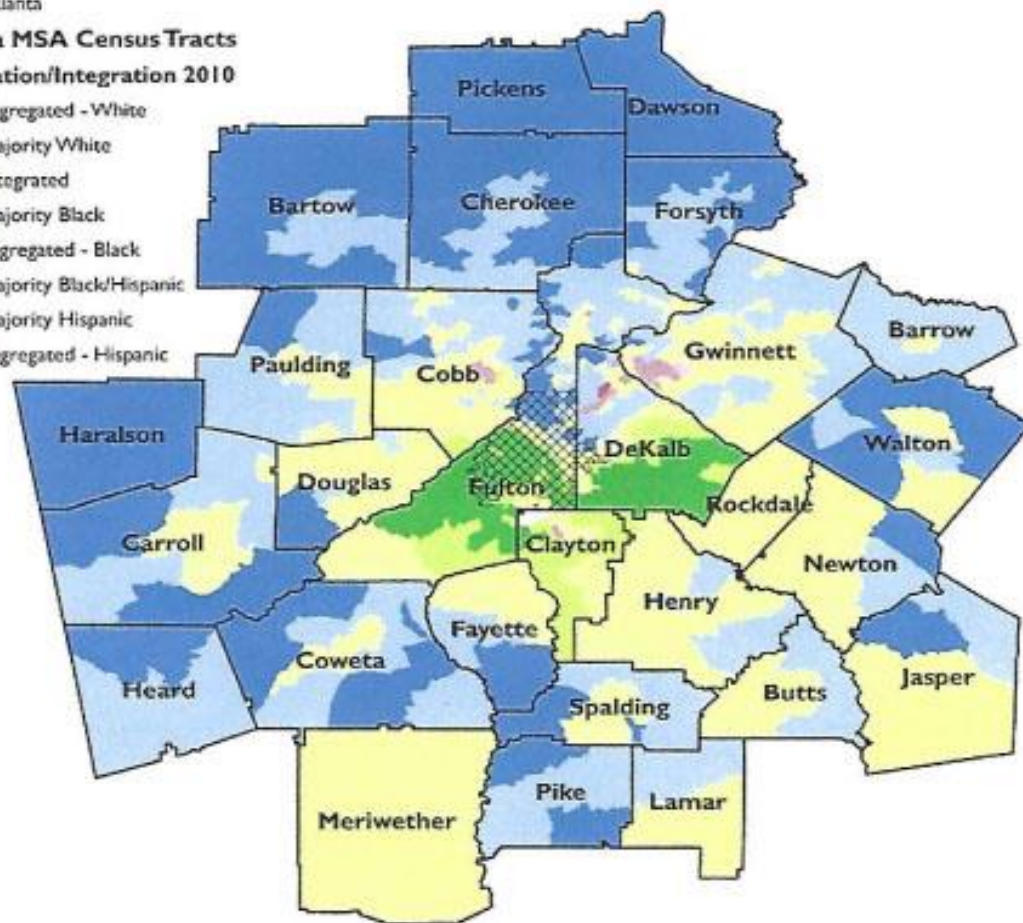 lanta
a MSA Census Tracts
ation/Integration 2010
gregated - White
ajority White
tegrated
ajority Black
gregated - Black
ajority Black/Hispanic
ajority Hispanic
gregated - Hispanic
Pickens
Dawson
Bartow
Cherokee
Forsyth
Paulding
Cobb
Gwinnett
Barrow
Haralson
Douglas
Fulton
DeKalb
Walton
Carroll
Clayton
Rockdale
Newton
Heard
Coweta
Fayette
Henry
Spalding
Butts
Jasper
Meriwether
Pike
Lamar